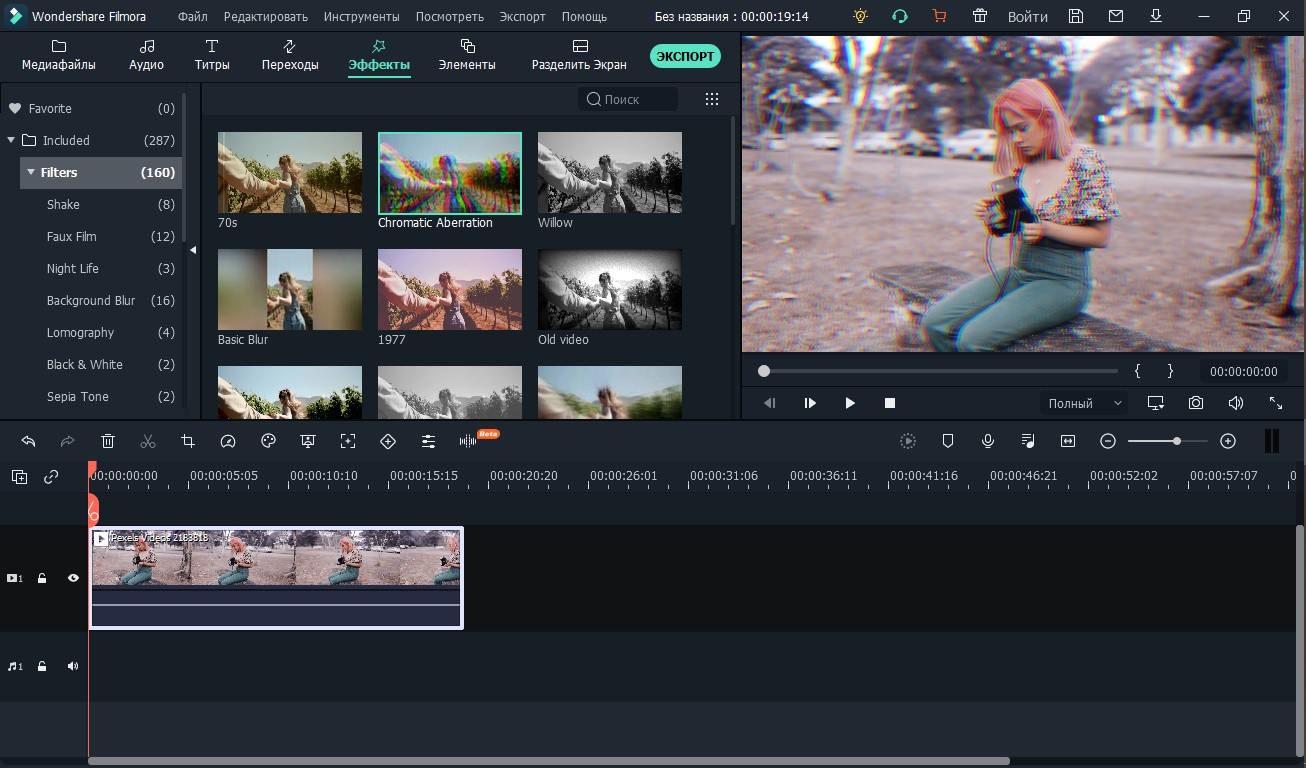 Wondershare Filmora
Файл Редактировать Инструменты Посмотреть Экспорт Помощь
Без названия : 00:00:19:14
Войти
Медиафайлы Аудио Титры Переходы Эффекты Элементы Разделить Экран ЭКСПОРТ
Favorite (0)
Included (287)
Filters (160)
Shake (8)
Faux Film (12)
Night Life (3)
Background Blur (16)
Lomography (4)
Black & White (2)
Sepia Tone (2)
Поиск
70s Chromatic Aberration Willow
Basic Blur 1977 Old video
{ } 00:00:00:00
Полный
Beta
00:00:00:00 00:00:05:05 00:00:10:10 00:00:15:15 00:00:20:20 00:00:26:01 00:00:31:06 00:00:36:11 00:00:41:16 00:00:46:21 00:00:52:02 00:00:57:07 0
Pexels Videos 2183818
1
1